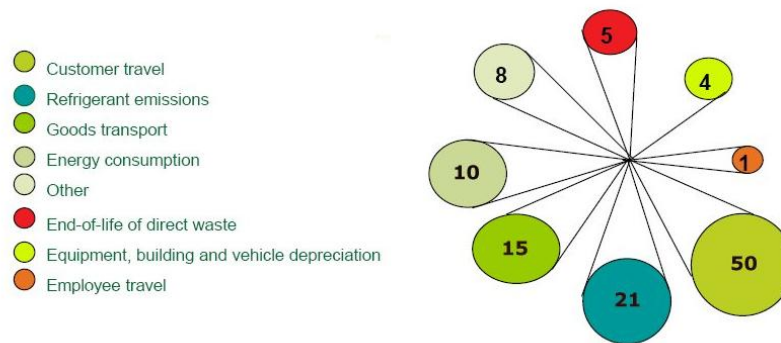 Customer travel
Refrigerant emissions
Goods transport
Energy consumption
Other
End-of-life of direct waste
Equipment, building and vehicle depreciation
Employee travel
5
8
4
10
1
15
50
21